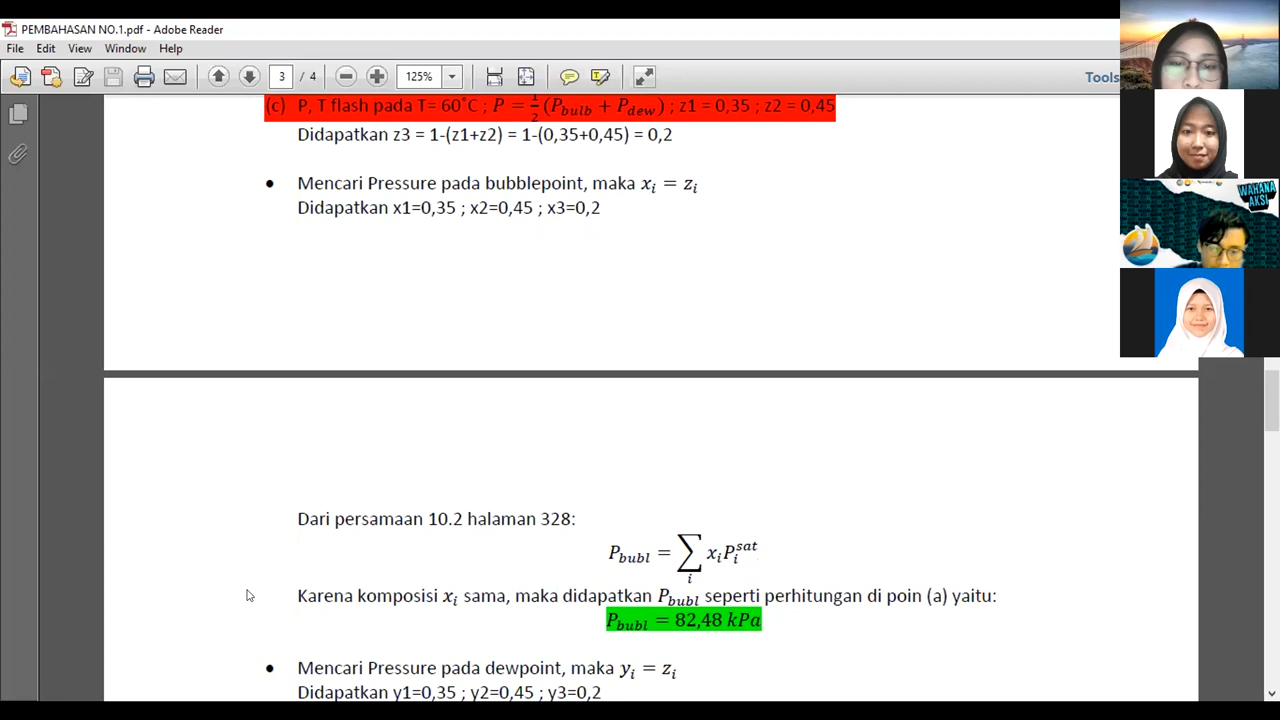 PEMBAHASAN NO.1.pdf - Adobe Reader
File Edit View Window Help
3 / 4 125% Tools
(c) P, T flash pada T= 60°C ; P = 1/2 (P_bulb + P_dew) ; z1 = 0,35 ; z2 = 0,45
Didapatkan z3 = 1-(z1+z2) = 1-(0,35+0,45) = 0,2
• Mencari Pressure pada bubblepoint, maka x_i = z_i
Didapatkan x1=0,35 ; x2=0,45 ; x3=0,2
WAHANA
AKSI
Dari persamaan 10.2 halaman 328:
P_bubl = ∑_i x_i P_i^sat
Karena komposisi x_i sama, maka didapatkan P_bubl seperti perhitungan di poin (a) yaitu:
P_bubl = 82,48 kPa
• Mencari Pressure pada dewpoint, maka y_i = z_i
Didapatkan y1=0,35 ; y2=0,45 ; y3=0,2